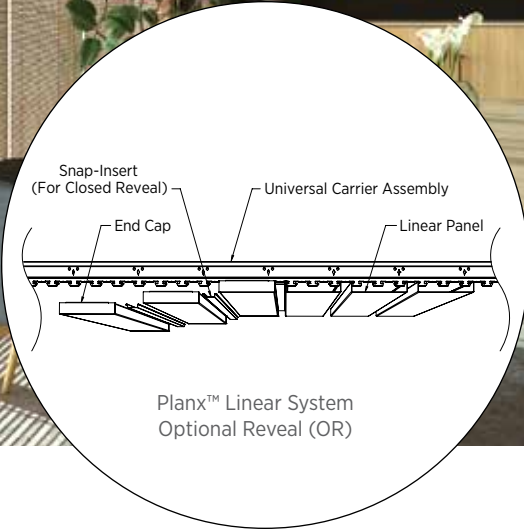 Snap-Insert
(For Closed Reveal)
Universal Carrier Assembly
End Cap
Linear Panel
Planx™ Linear System
Optional Reveal (OR)